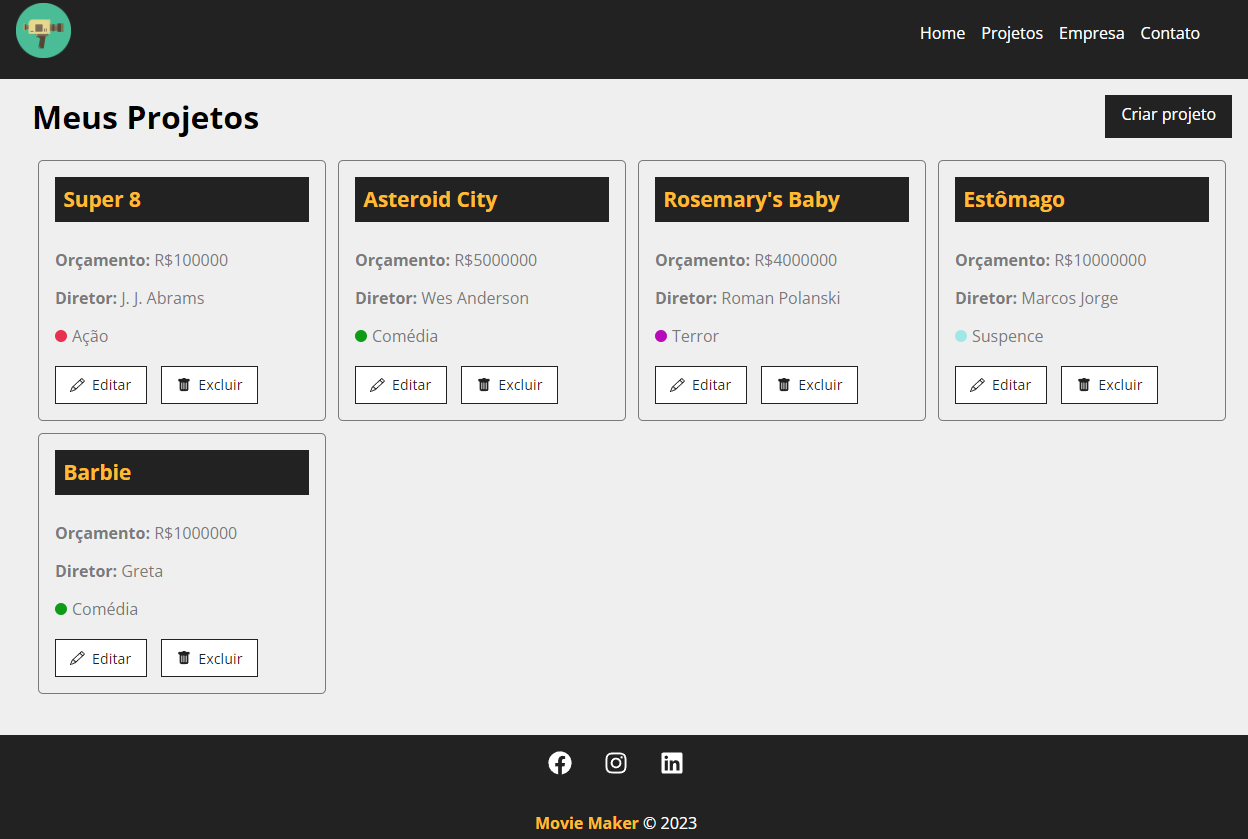 Home Projetos Empresa Contato
Meus Projetos
Criar projeto
Super 8
Orçamento: R$100000
Diretor: J. J. Abrams
Ação
Editar Excluir
Asteroid City
Orçamento: R$5000000
Diretor: Wes Anderson
Comédia
Editar Excluir
Rosemary's Baby
Orçamento: R$4000000
Diretor: Roman Polanski
Terror
Editar Excluir
Estômago
Orçamento: R$10000000
Diretor: Marcos Jorge
Suspence
Editar Excluir
Barbie
Orçamento: R$1000000
Diretor: Greta
Comédia
Editar Excluir
Movie Maker © 2023